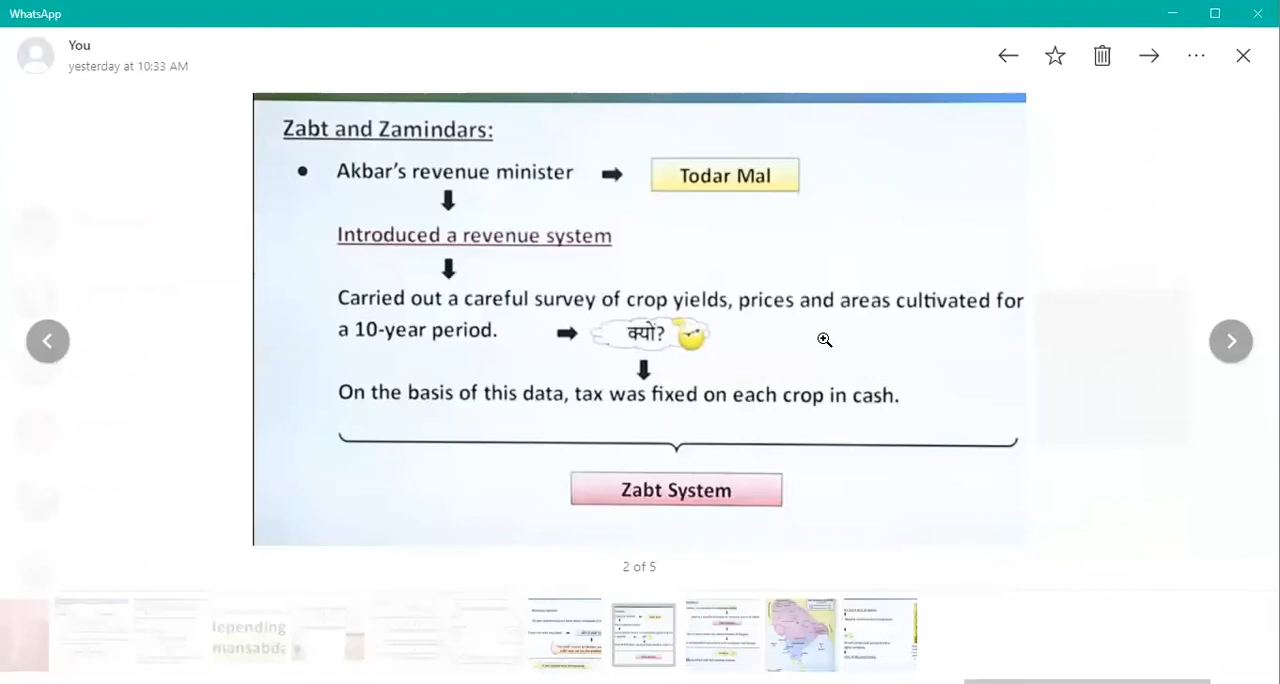 WhatsApp
You
yesterday at 10:33 AM
Zabt and Zamindars:
● Akbar's revenue minister ➡ Todar Mal
Introduced a revenue system
Carried out a careful survey of crop yields, prices and areas cultivated for
a 10-year period. ➡ क्यों?
On the basis of this data, tax was fixed on each crop in cash.
Zabt System
2 of 5
depending
mansabda